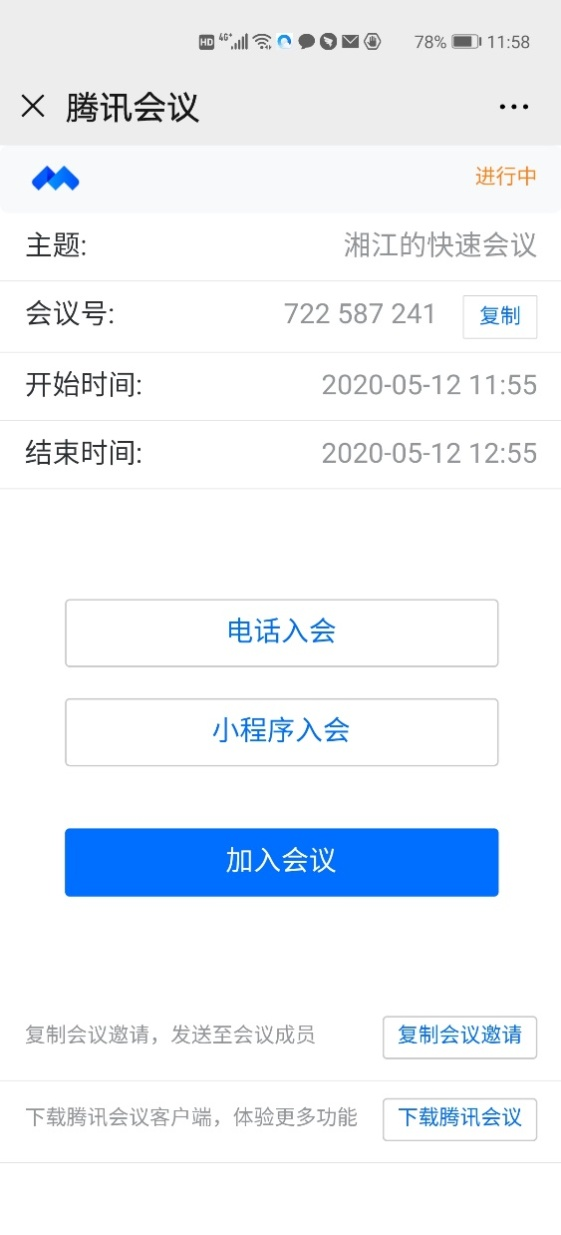 HD 4G+ 78% 11:58
腾讯会议
进行中
主题: 湘江的快速会议
会议号: 722 587 241 复制
开始时间: 2020-05-12 11:55
结束时间: 2020-05-12 12:55
电话入会
小程序入会
加入会议
复制会议邀请，发送至会议成员 复制会议邀请
下载腾讯会议客户端，体验更多功能 下载腾讯会议